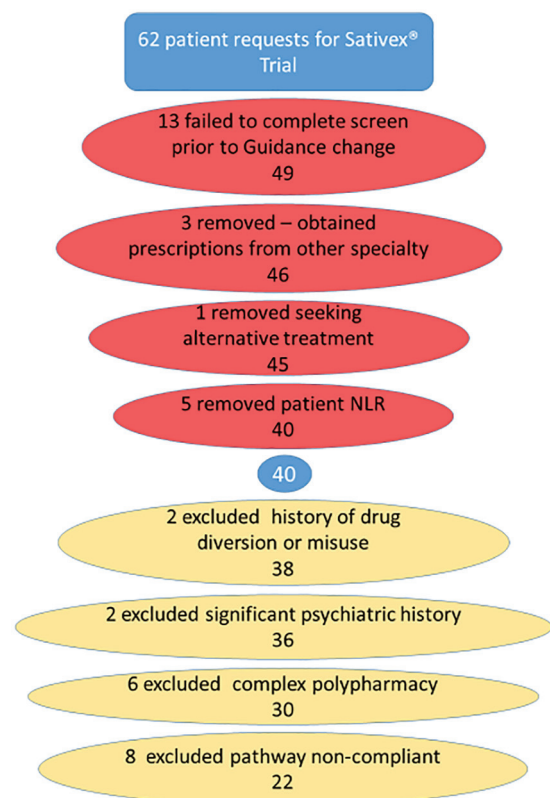 62 patient requests for Sativex®
Trial
13 failed to complete screen
prior to Guidance change
49
3 removed – obtained
prescriptions from other specialty
46
1 removed seeking
alternative treatment
45
5 removed patient NLR
40
40
2 excluded history of drug
diversion or misuse
38
2 excluded significant psychiatric history
36
6 excluded complex polypharmacy
30
8 excluded pathway non-compliant
22